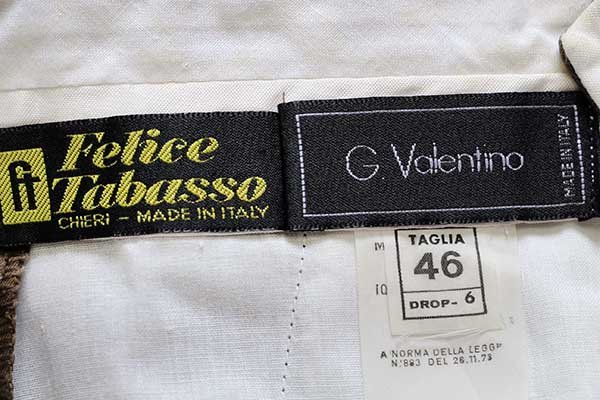 Felice
Tabasso
CHIERI - MADE IN ITALY
G. Valentino
MADE IN ITALY
TAGLIA
46
DROP- 6
A NORMA DELLA LEGGE
N.883 DEL 26.11.73